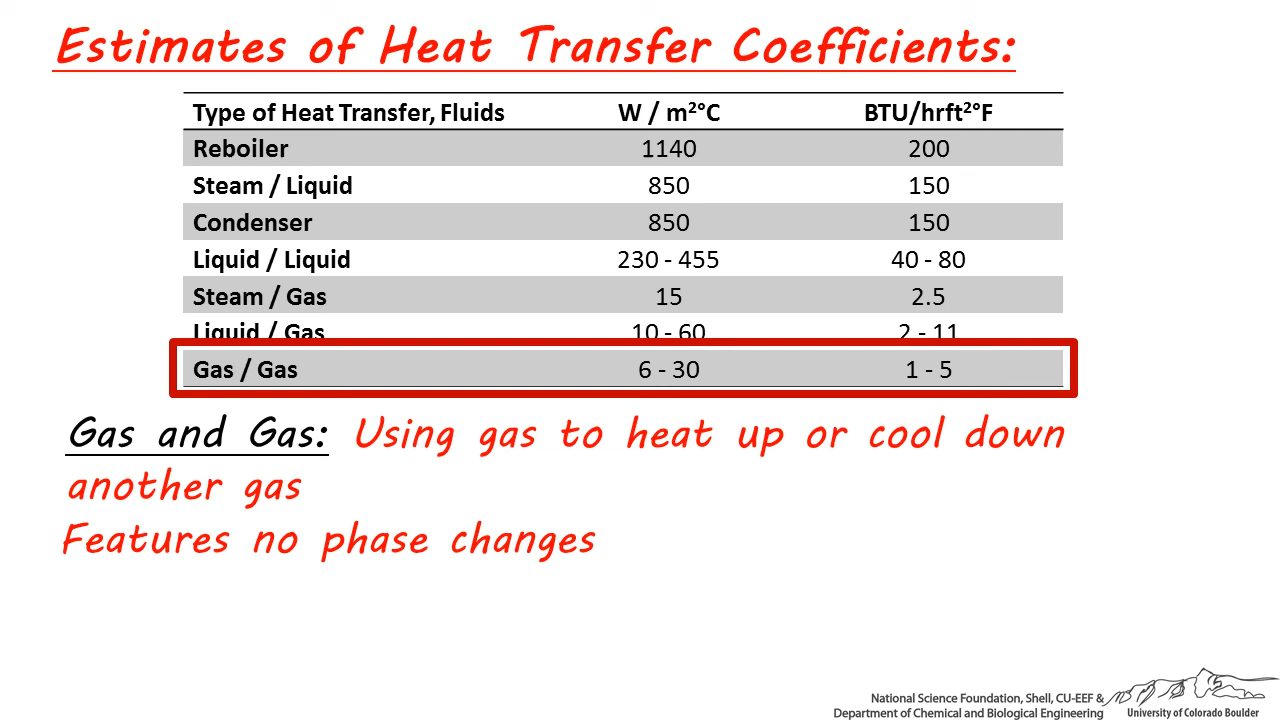 Estimates of Heat Transfer Coefficients:
Type of Heat Transfer, Fluids W / m²°C BTU/hrft²°F
Reboiler 1140 200
Steam / Liquid 850 150
Condenser 850 150
Liquid / Liquid 230 - 455 40 - 80
Steam / Gas 15 2.5
Liquid / Gas 10 - 60 2 - 11
Gas / Gas 6 - 30 1 - 5
Gas and Gas: Using gas to heat up or cool down
another gas
Features no phase changes
National Science Foundation, Shell, CU-EEF &
Department of Chemical and Biological Engineering
University of Colorado Boulder